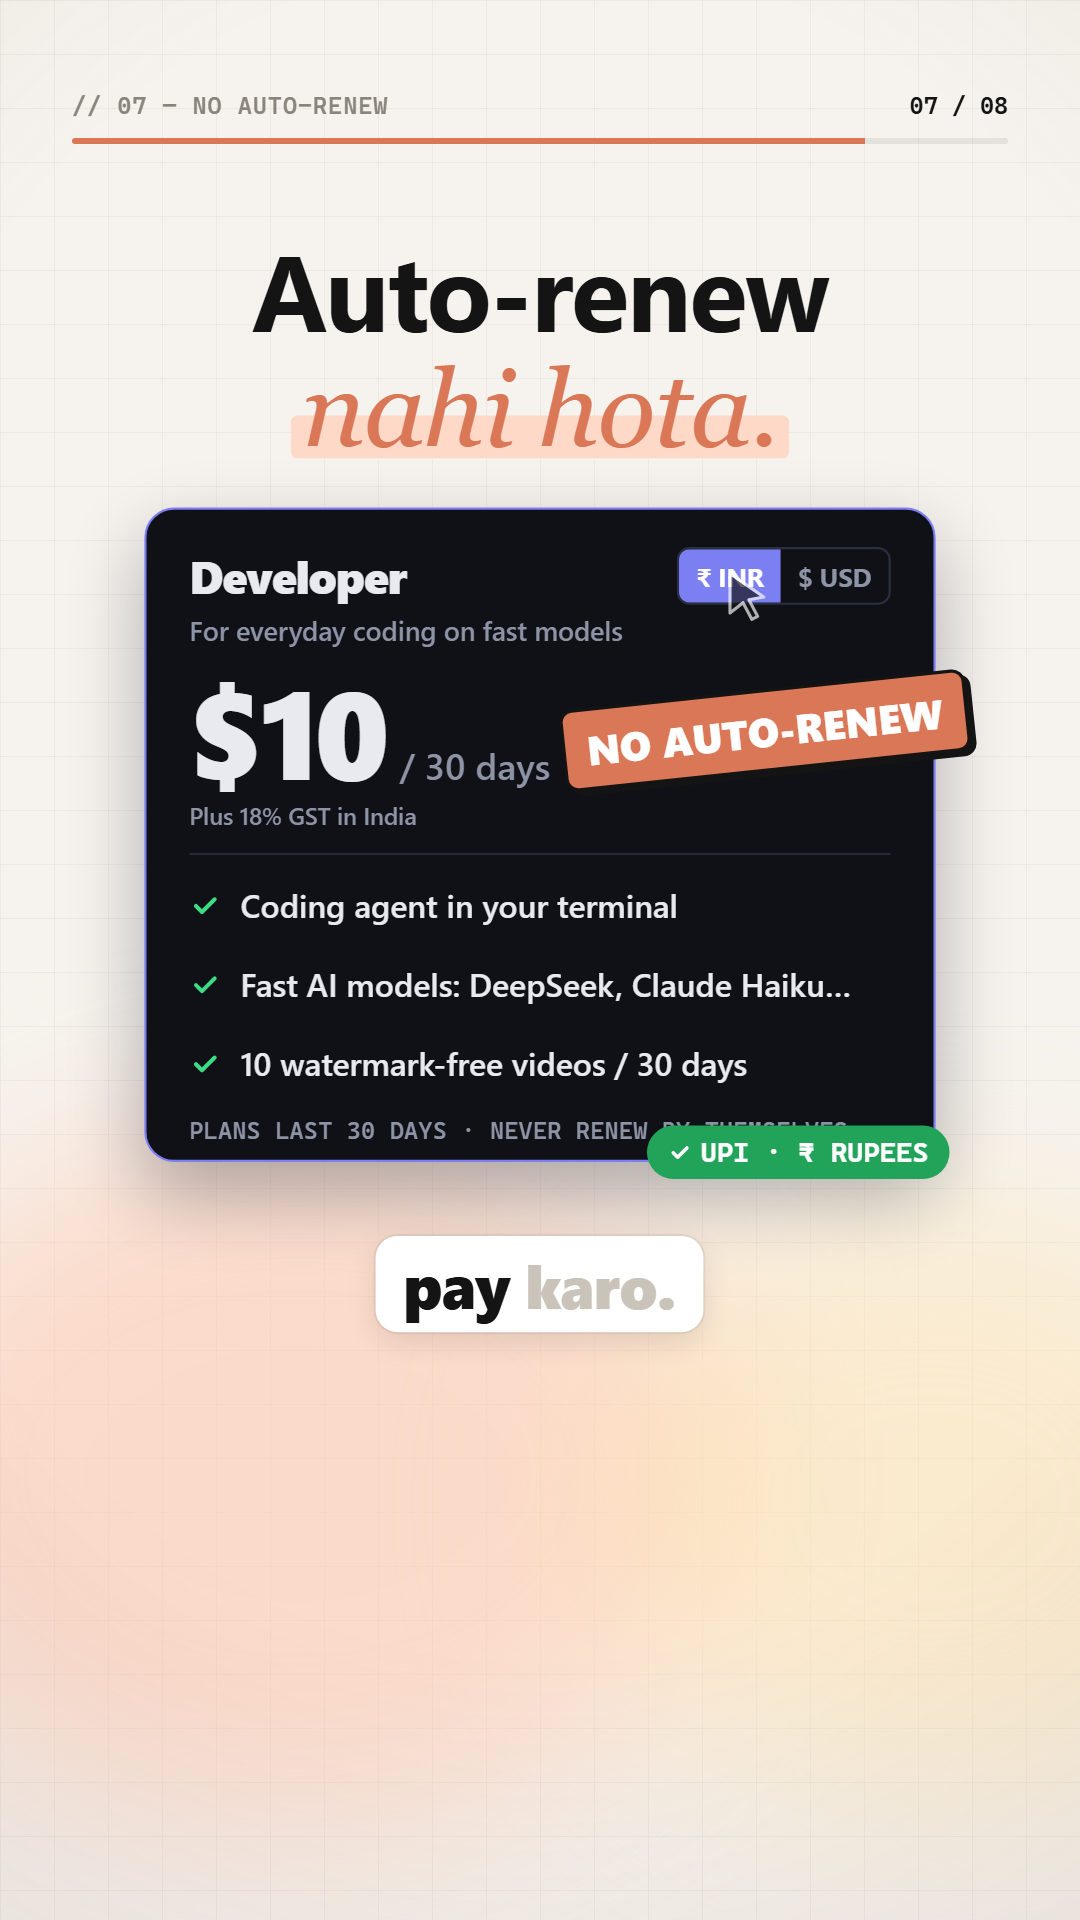 // 07 – NO AUTO-RENEW
07 / 08
Auto-renew
nahi hota.
Developer
₹ INR
$ USD
For everyday coding on fast models
$10 / 30 days
NO AUTO-RENEW
Plus 18% GST in India
Coding agent in your terminal
Fast AI models: DeepSeek, Claude Haiku...
10 watermark-free videos / 30 days
PLANS LAST 30 DAYS · NEVER RENEW BY THEMSELVES
✓ UPI · ₹ RUPEES
pay karo.